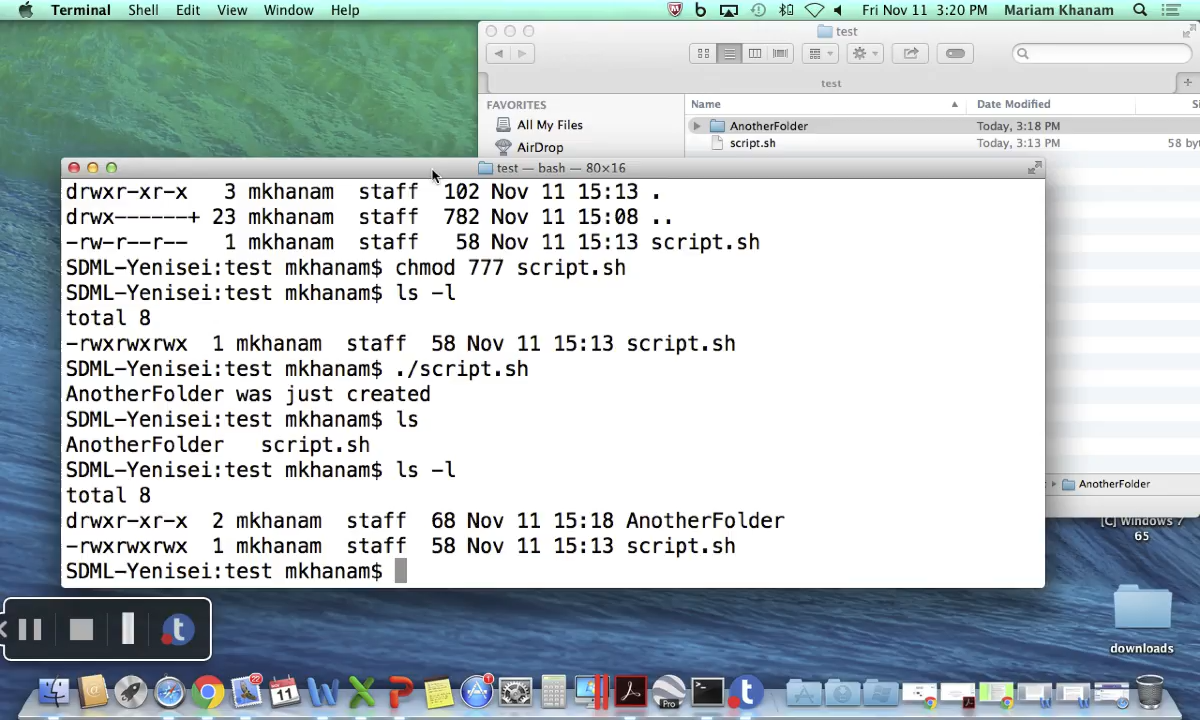 Terminal Shell Edit View Window Help Fri Nov 11 3:20 PM Mariam Khanam
test
test
FAVORITES
All My Files
AirDrop
Name Date Modified
AnotherFolder Today, 3:18 PM
script.sh Today, 3:13 PM 58 by
test — bash — 80×16
drwxr-xr-x 3 mkhanam staff 102 Nov 11 15:13 .
drwx------+ 23 mkhanam staff 782 Nov 11 15:08 ..
-rw-r--r-- 1 mkhanam staff 58 Nov 11 15:13 script.sh
SDML-Yenisei:test mkhanam$ chmod 777 script.sh
SDML-Yenisei:test mkhanam$ ls -l
total 8
-rwxrwxrwx 1 mkhanam staff 58 Nov 11 15:13 script.sh
SDML-Yenisei:test mkhanam$ ./script.sh
AnotherFolder was just created
SDML-Yenisei:test mkhanam$ ls
AnotherFolder script.sh
SDML-Yenisei:test mkhanam$ ls -l
total 8
drwxr-xr-x 2 mkhanam staff 68 Nov 11 15:18 AnotherFolder
-rwxrwxrwx 1 mkhanam staff 58 Nov 11 15:13 script.sh
SDML-Yenisei:test mkhanam$
AnotherFolder
[C] Windows 7
65
downloads
22
11
1
Pro